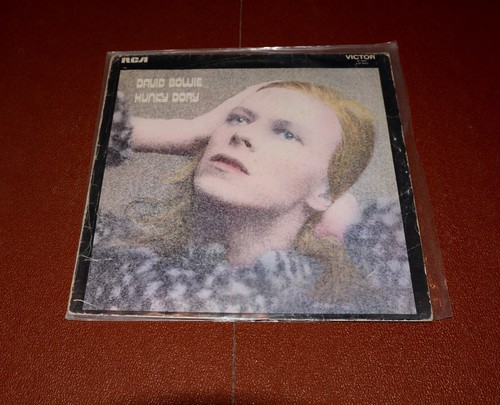 RCA
VICTOR
DAVID BOWIE
HUNKY DORY